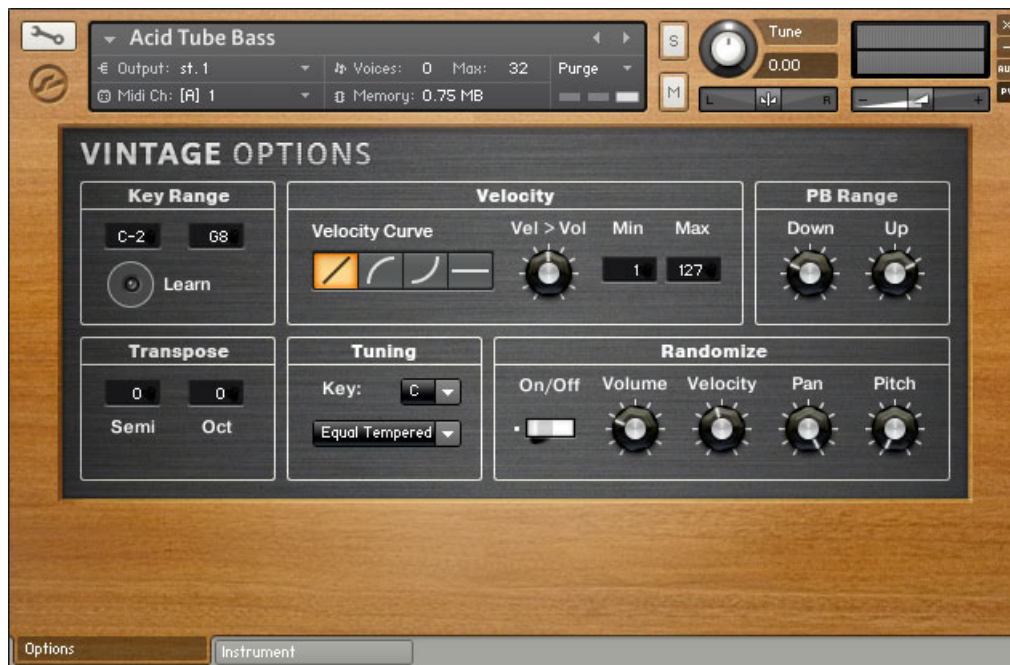 Acid Tube Bass
Output: st. 1
Voices: 0 Max: 32
Purge
Midi Ch: [A] 1
Memory: 0.75 MB
S
M
Tune
0.00
L
R
-
+
AU
PV
VINTAGE OPTIONS
Key Range
C-2
G8
Learn
Velocity
Velocity Curve
Vel > Vol
Min
Max
1
127
PB Range
Down
Up
Transpose
0
0
Semi
Oct
Tuning
Key:
C
Equal Tempered
Randomize
On/Off
Volume
Velocity
Pan
Pitch
Options
Instrument